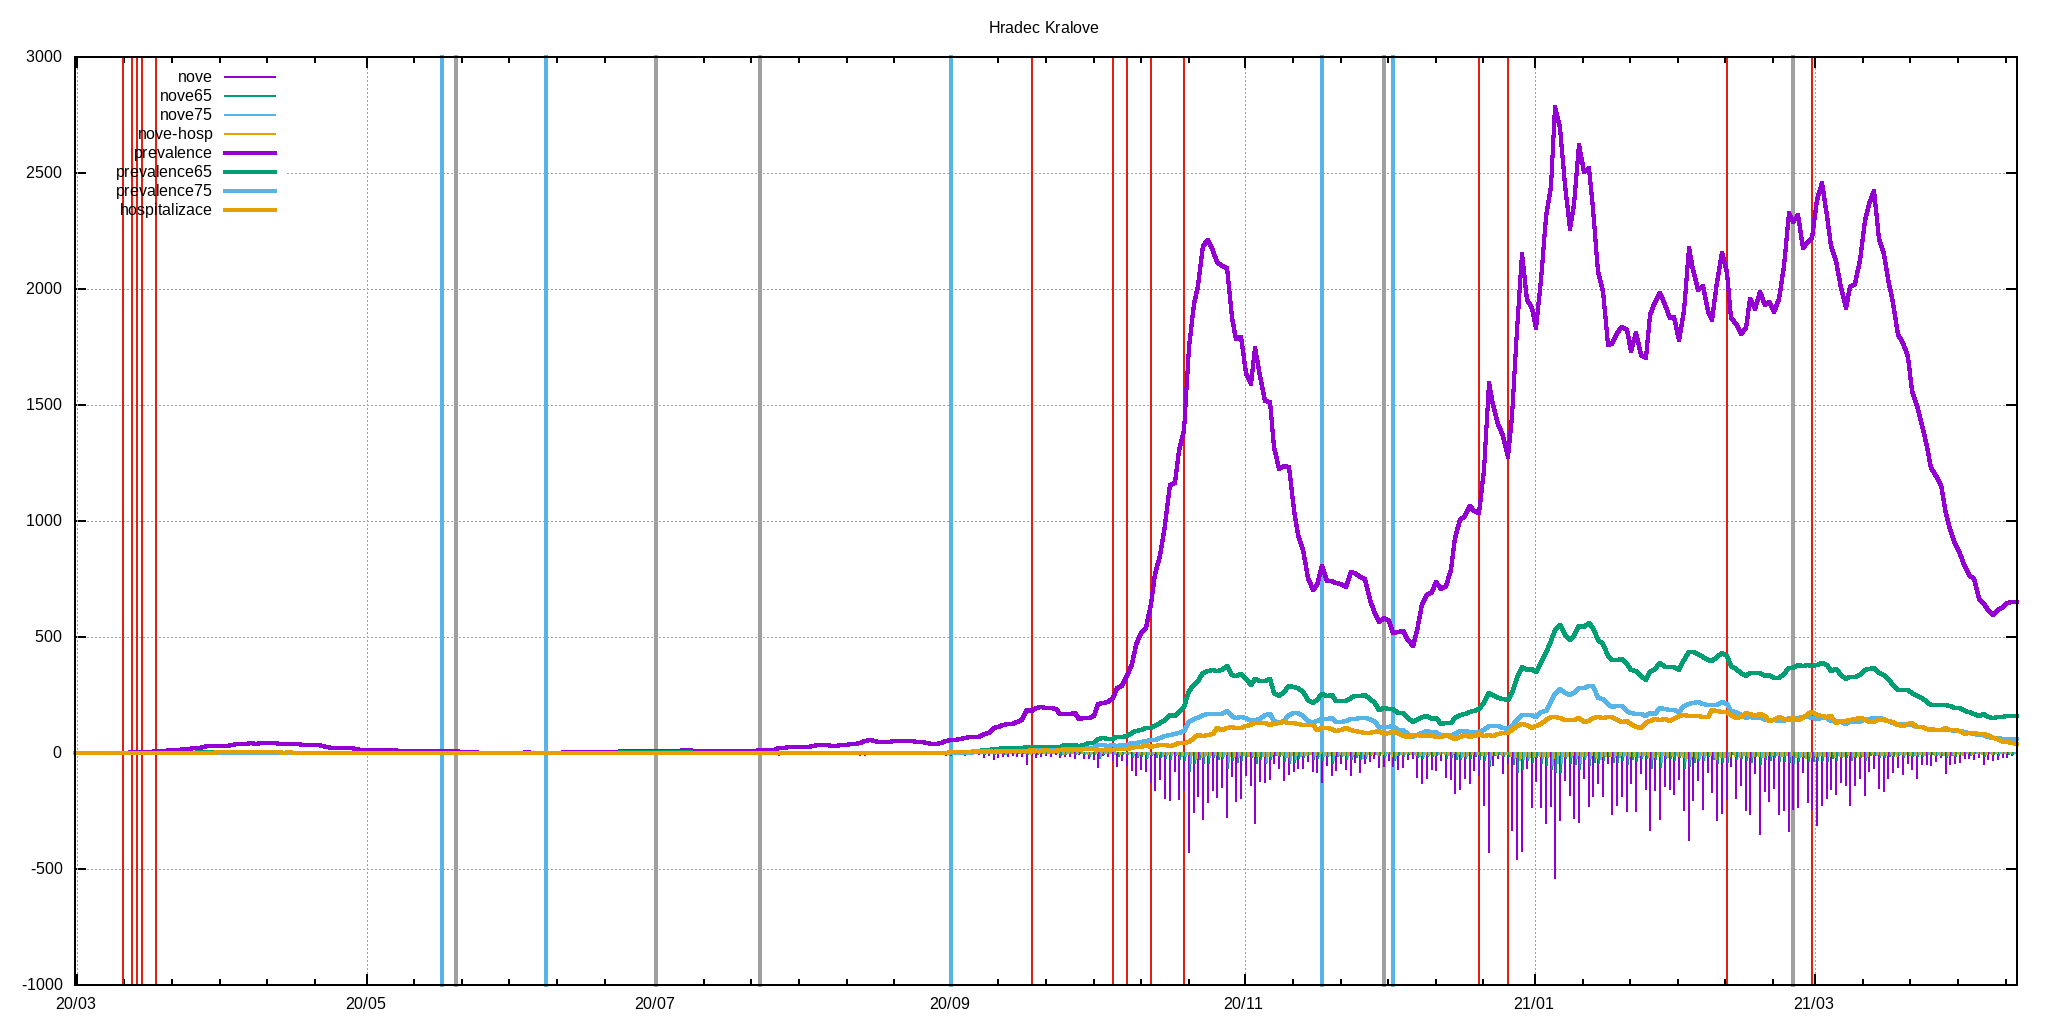 Hradec Kralove
3000
2500
2000
1500
1000
500
0
-500
-1000
nove
nove65
nove75
nove-hosp
prevalence
prevalence65
prevalence75
hospitalizace
20/03 20/05 20/07 20/09 20/11 21/01 21/03